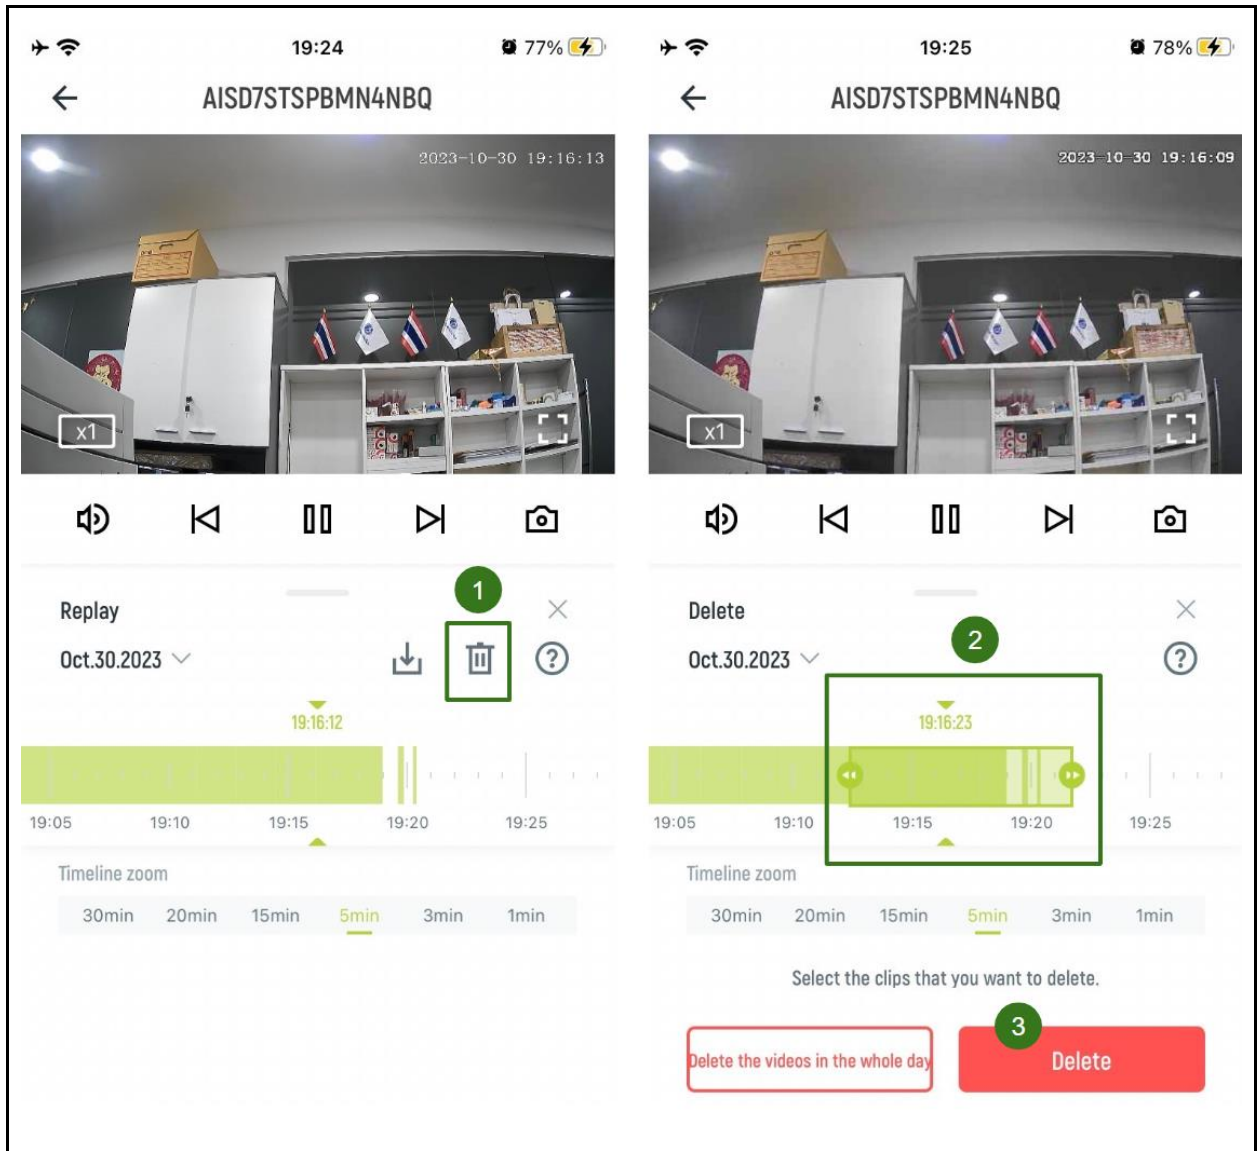 19:24
77%
AISD7STSPBMN4NBQ
2023-10-30 19:16:13
x1
1
Replay
Oct.30.2023
19:16:12
19:05 19:10 19:15 19:20 19:25
Timeline zoom
30min 20min 15min 5min 3min 1min
19:25
78%
AISD7STSPBMN4NBQ
2023-10-30 19:16:09
x1
Delete
2
Oct.30.2023
19:16:23
19:05 19:10 19:15 19:20 19:25
Timeline zoom
30min 20min 15min 5min 3min 1min
Select the clips that you want to delete.
3
Delete the videos in the whole day
Delete